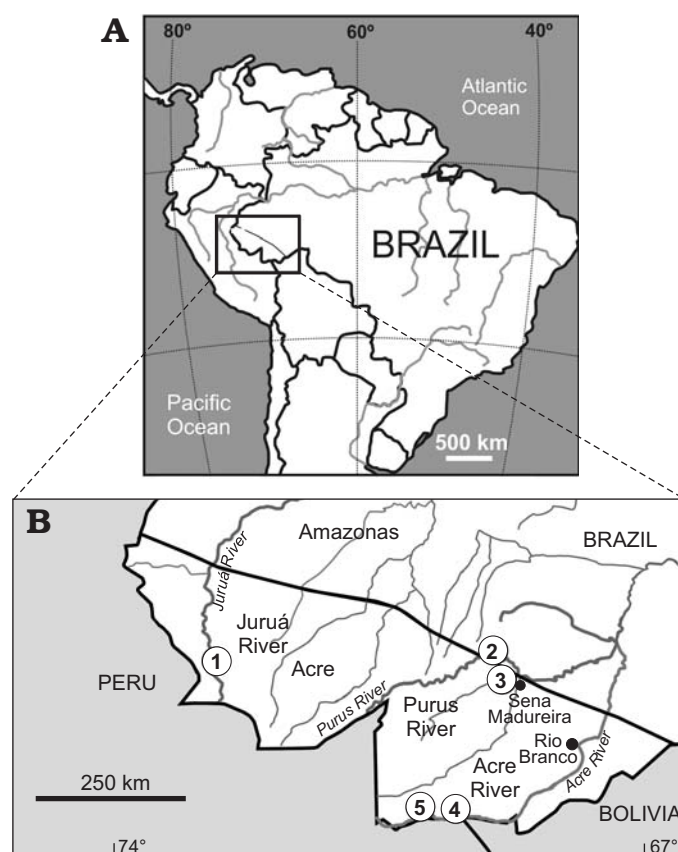 A
80º
60º
40º
Atlantic
Ocean
BRAZIL
Pacific
Ocean
500 km
B
Amazonas
BRAZIL
Juruá River
Juruá
River
Acre
1
2
3
PERU
Purus River
Purus
River
Sena
Madureira
Rio
Branco
250 km
Acre
River
Acre River
5
4
BOLIVIA
74°
67°